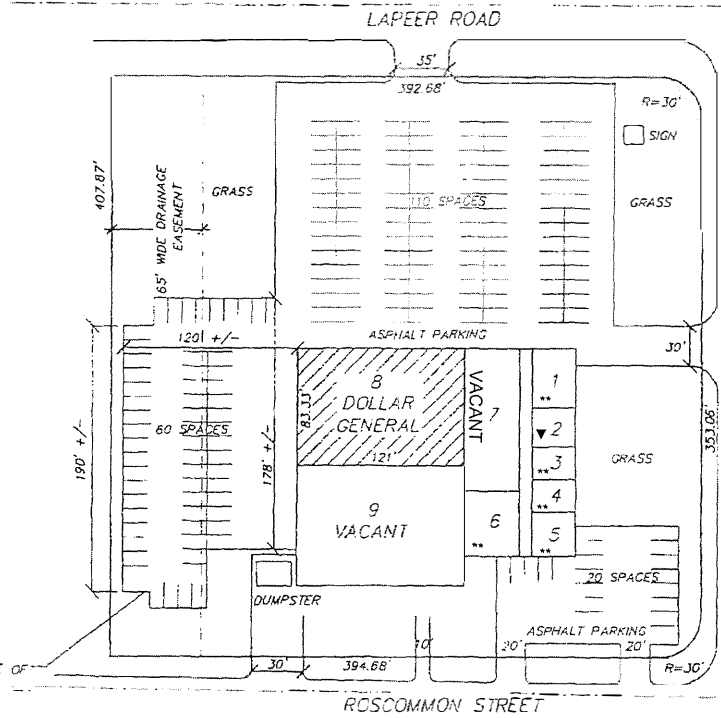 LAPEER ROAD
35'
392.68'
R=30'
SIGN
407.87'
65' WIDE DRAINAGE
EASEMENT
GRASS
110 SPACES
GRASS
ASPHALT PARKING
120' +/-
30'
8
DOLLAR
GENERAL
83.33'
121'
VACANT
7
1
**
▼2
**3
4
**
5
**
6
**
60 SPACES
190' +/-
178' +/-
9
VACANT
GRASS
353.06'
20 SPACES
DUMPSTER
ASPHALT PARKING
10'
20'
20'
OF
30'
394.68'
R=30'
ROSCOMMON STREET